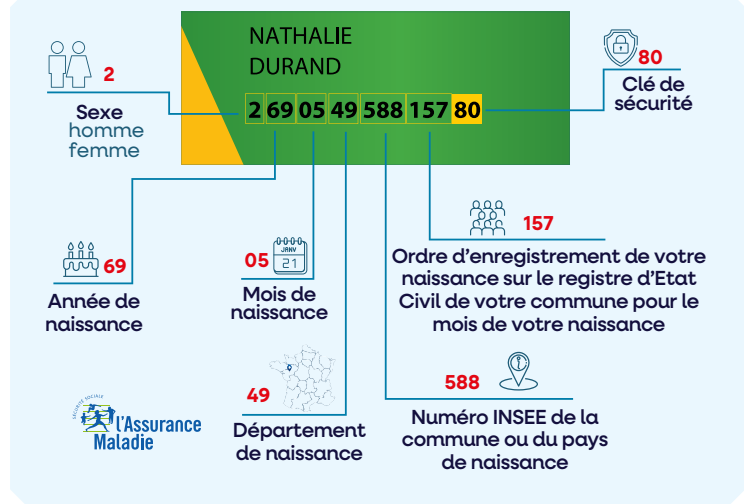 NATHALIE
DURAND
2 69 05 49 588 157 80
2
Sexe
homme
femme
80
Clé de
sécurité
69
Année de
naissance
05
JANV
21
Mois de
naissance
157
Ordre d'enregistrement de votre
naissance sur le registre d'Etat
Civil de votre commune pour le
mois de votre naissance
49
Département
de naissance
588
Numéro INSEE de la
commune ou du pays
de naissance
SÉCURITÉ SOCIALE
l'Assurance
Maladie